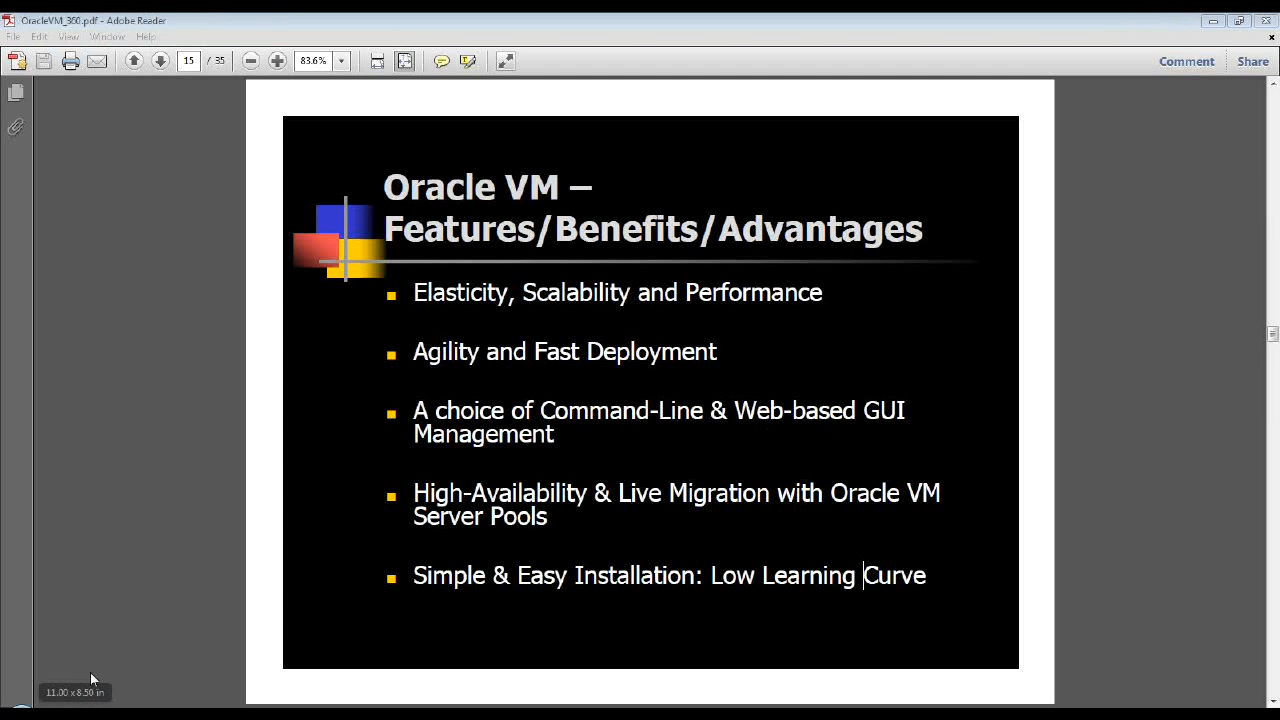 OracleVM_360.pdf - Adobe Reader
File Edit View Window Help
15 / 35 83.6% Comment Share
Oracle VM –
Features/Benefits/Advantages
Elasticity, Scalability and Performance
Agility and Fast Deployment
A choice of Command-Line & Web-based GUI
Management
High-Availability & Live Migration with Oracle VM
Server Pools
Simple & Easy Installation: Low Learning Curve
11.00 x 8.50 in